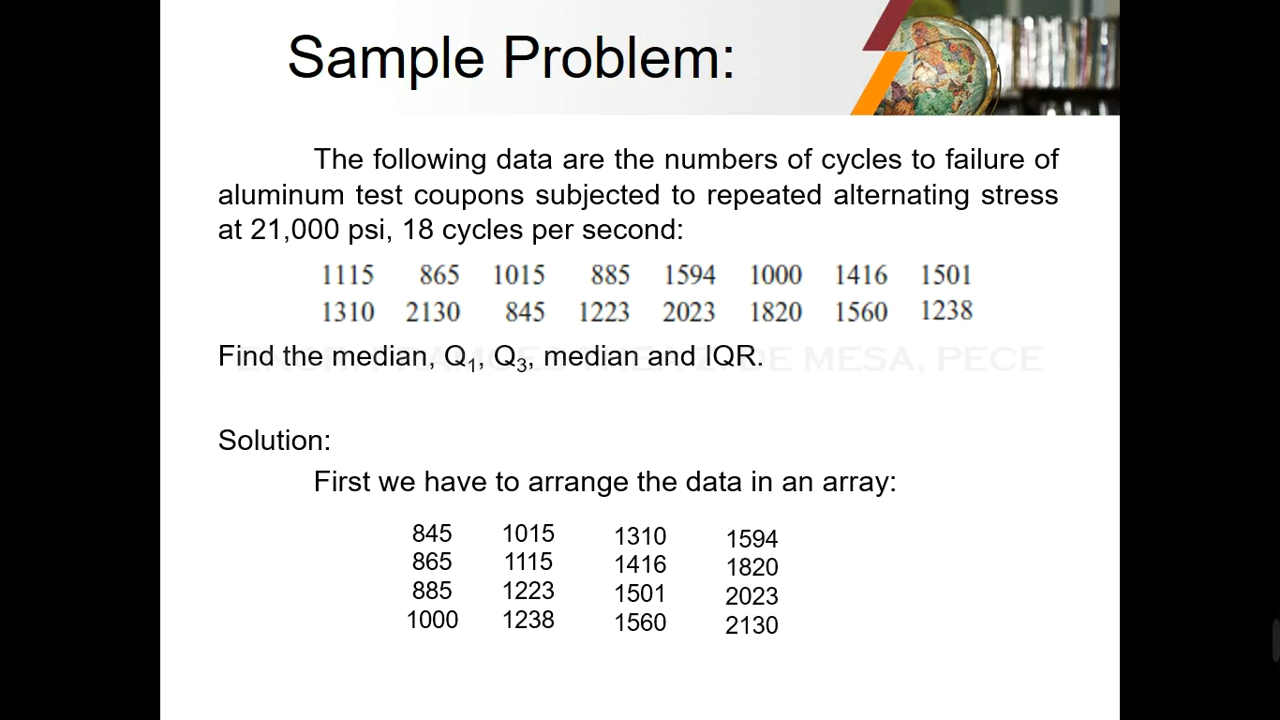 Sample Problem:
The following data are the numbers of cycles to failure of
aluminum test coupons subjected to repeated alternating stress
at 21,000 psi, 18 cycles per second:
1115 865 1015 885 1594 1000 1416 1501
1310 2130 845 1223 2023 1820 1560 1238
Find the median, Q1, Q3, median and IQR.
DE MESA, PECE
Solution:
First we have to arrange the data in an array:
845 1015 1310 1594
865 1115 1416 1820
885 1223 1501 2023
1000 1238 1560 2130